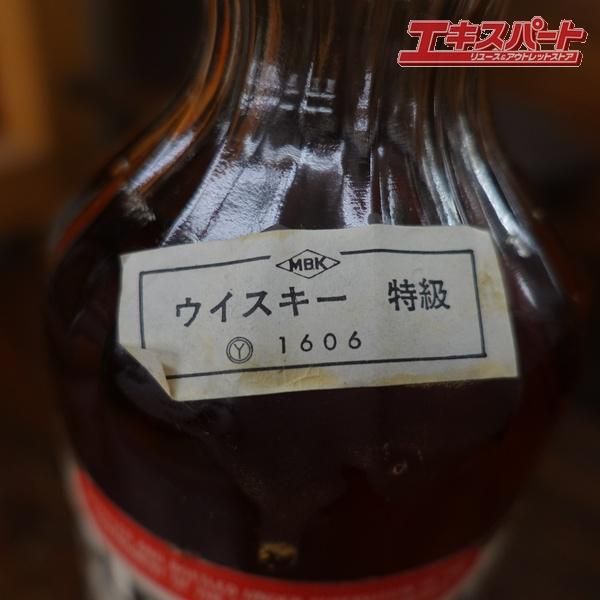 エキスパート
リユース&アウトレットストア
MBK
ウイスキー 特級
Ⓨ 1606